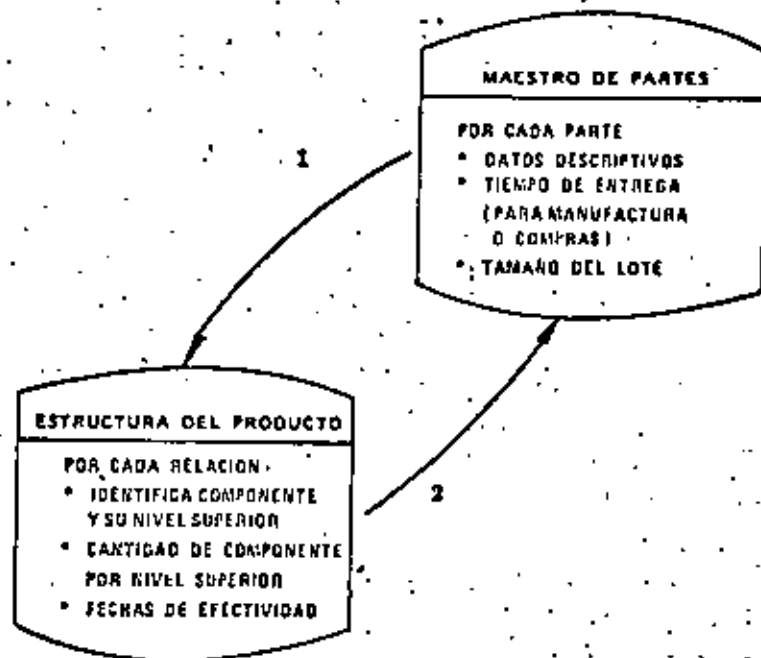 MAESTRO DE PARTES
POR CADA PARTE
• DATOS DESCRIPTIVOS
• TIEMPO DE ENTREGA
(PARA MANUFACTURA
O COMPRAS)
• TAMAÑO DEL LOTE
1
ESTRUCTURA DEL PRODUCTO
POR CADA RELACION:
• IDENTIFICA COMPONENTE
Y SU NIVEL SUPERIOR
• CANTIDAD DE COMPONENTE
POR NIVEL SUPERIOR
• FECHAS DE EFECTIVIDAD
2